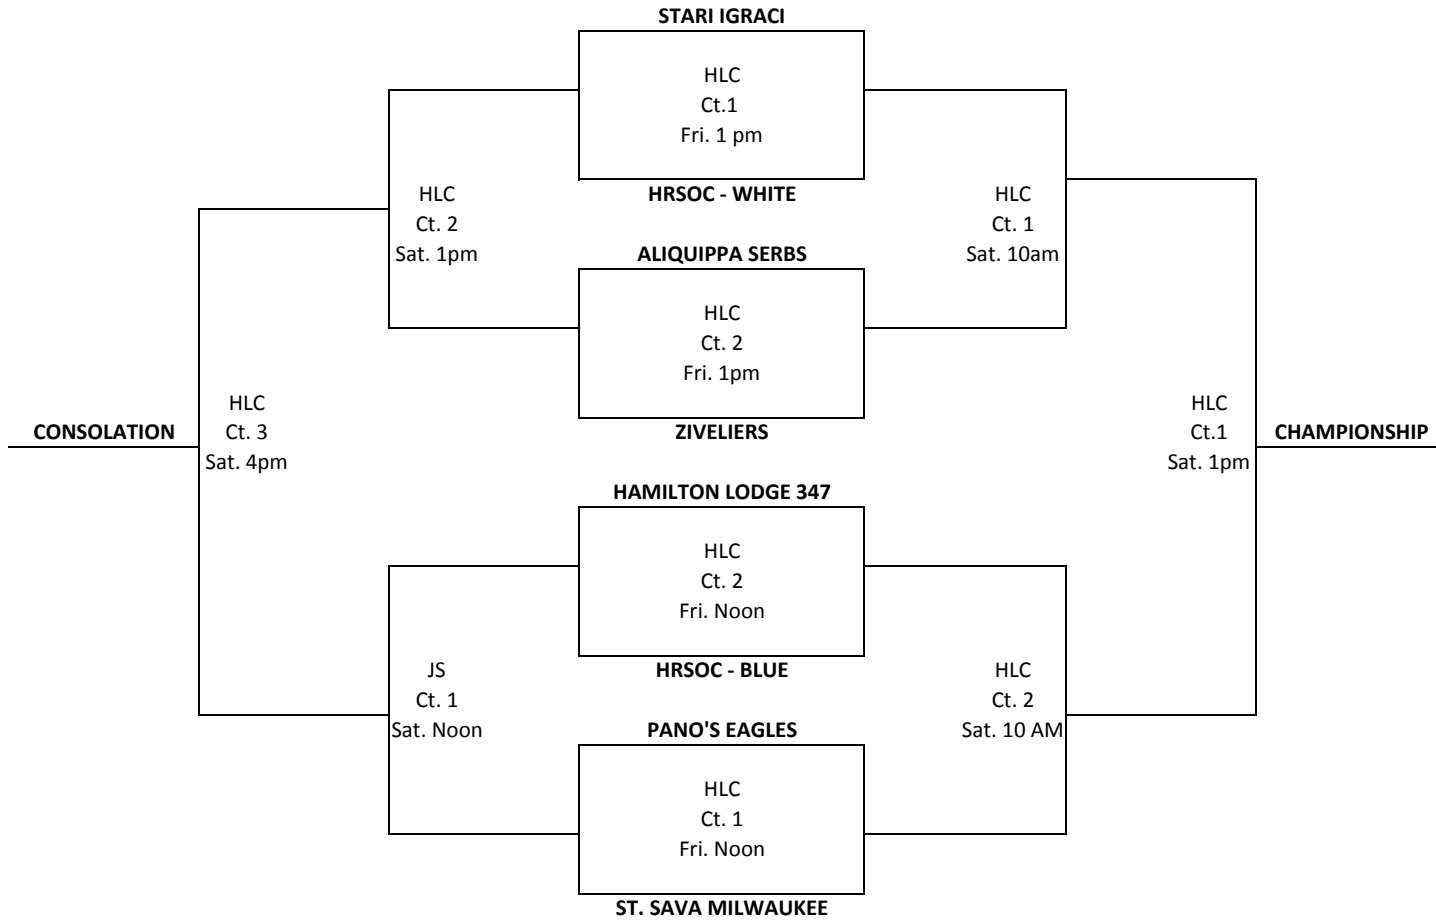 STARI IGRACI
HLC
Ct.1
Fri. 1 pm
HRSOC - WHITE
HLC
Ct. 2
Sat. 1pm
HLC
Ct. 1
Sat. 10am
ALIQUIPPA SERBS
HLC
Ct. 2
Fri. 1pm
ZIVELIERS
CONSOLATION
HLC
Ct. 3
Sat. 4pm
HLC
Ct.1
Sat. 1pm
CHAMPIONSHIP
HAMILTON LODGE 347
HLC
Ct. 2
Fri. Noon
HRSOC - BLUE
JS
Ct. 1
Sat. Noon
HLC
Ct. 2
Sat. 10 AM
PANO'S EAGLES
HLC
Ct. 1
Fri. Noon
ST. SAVA MILWAUKEE